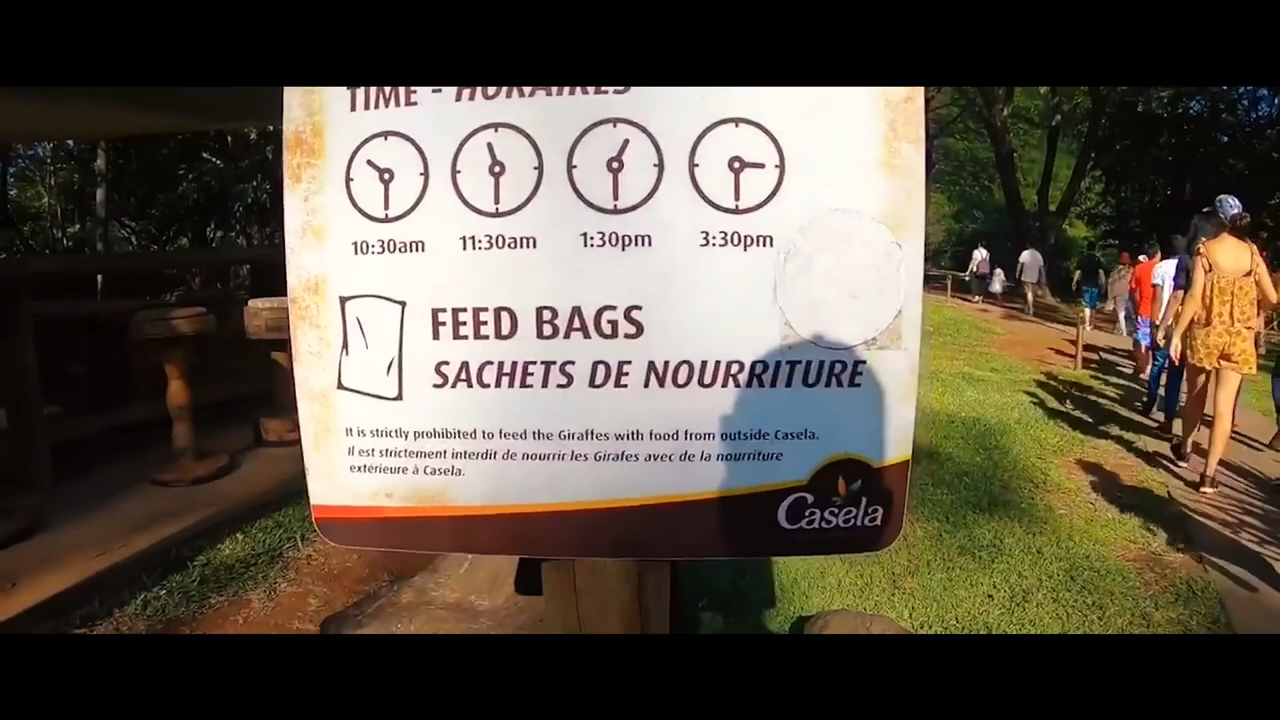 TIME - HORAIRES
10:30am 11:30am 1:30pm 3:30pm
FEED BAGS
SACHETS DE NOURRITURE
It is strictly prohibited to feed the Giraffes with food from outside Casela.
Il est strictement interdit de nourrir les Girafes avec de la nourriture
extérieure à Casela.
Casela